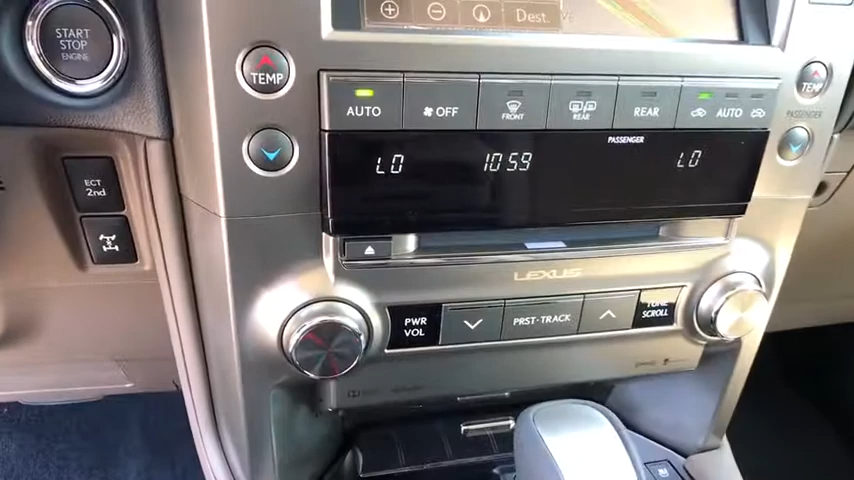 Dest.
START
STOP
ENGINE
TEMP
AUTO
OFF
FRONT
REAR
REAR
AUTO
TEMP
PASSENGER
PASSENGER
LO
10:59
LO
ECT
2nd
LEXUS
PWR
VOL
PRST-TRACK
TUNE
SCROLL